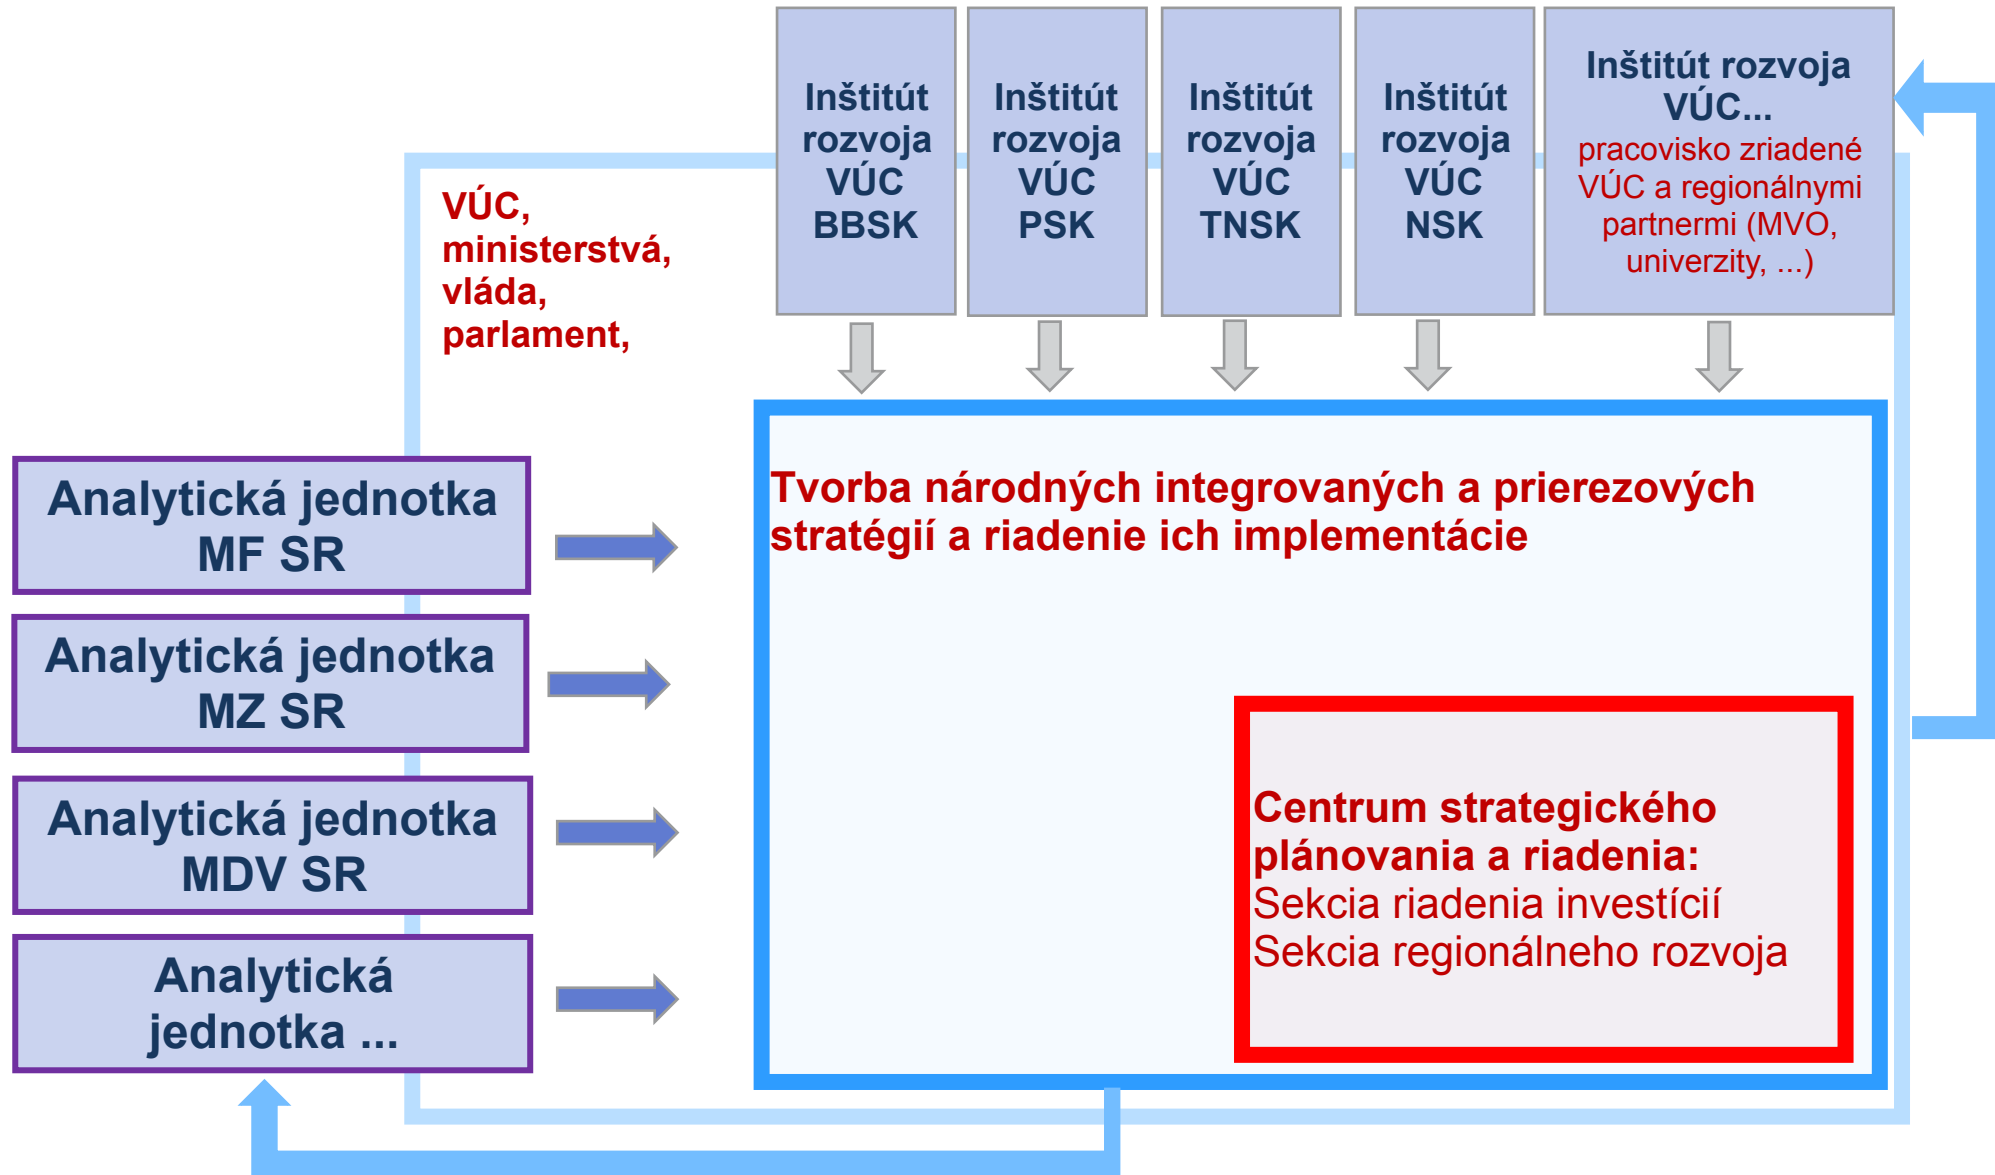 Inštitút
rozvoja
VÚC
BBSK
Inštitút
rozvoja
VÚC
PSK
Inštitút
rozvoja
VÚC
TNSK
Inštitút
rozvoja
VÚC
NSK
Inštitút rozvoja
VÚC...
pracovisko zriadené
VÚC a regionálnymi
partnermi (MVO,
univerzity, ...)
VÚC,
ministerstvá,
vláda,
parlament,
Analytická jednotka
MF SR
Analytická jednotka
MZ SR
Analytická jednotka
MDV SR
Analytická
jednotka ...
Tvorba národných integrovaných a prierezových
stratégií a riadenie ich implementácie
Centrum strategického
plánovania a riadenia:
Sekcia riadenia investícií
Sekcia regionálneho rozvoja